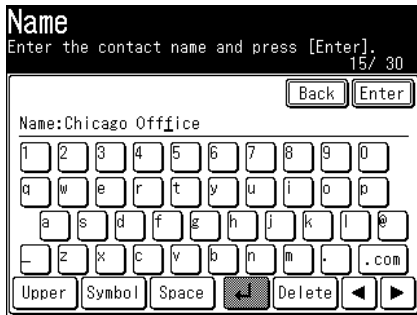 Name
Enter the contact name and press [Enter].
15/ 30
Back Enter
Name:Chicago Offfice
1 2 3 4 5 6 7 8 9 0
q w e r t y u i o p
a s d f g h j k l @
_ z x c v b n m . .com
Upper Symbol Space ↵ Delete ◀ ▶